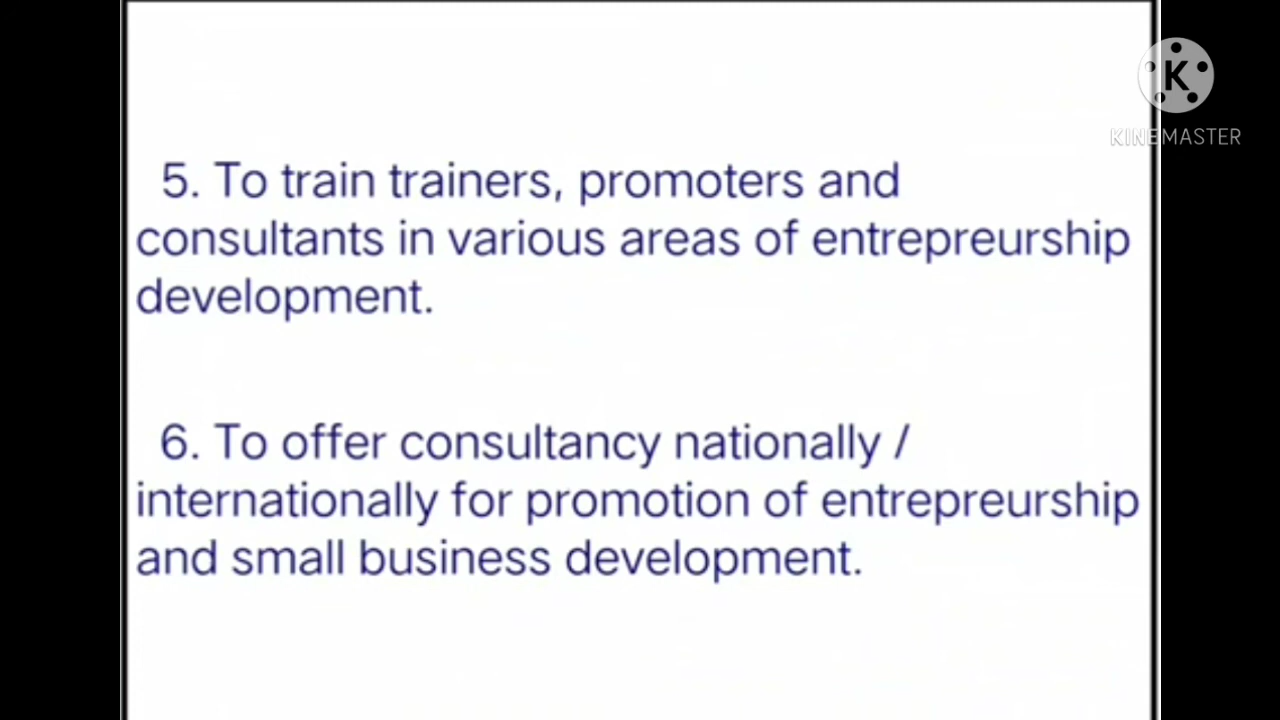 K
KINEMASTER
5. To train trainers, promoters and
consultants in various areas of entrepreurship
development.
6. To offer consultancy nationally /
internationally for promotion of entrepreurship
and small business development.